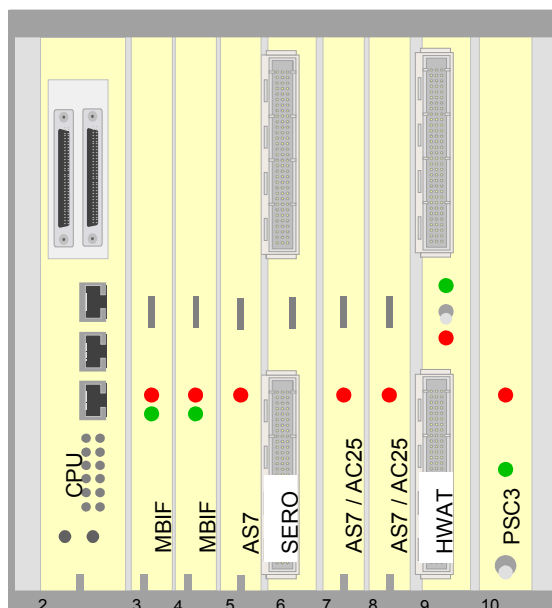 CPU
MBIF
MBIF
AS7
SERO
AS7 / AC25
AS7 / AC25
HWAT
PSC3
2 3 4 5 6 7 8 9 10